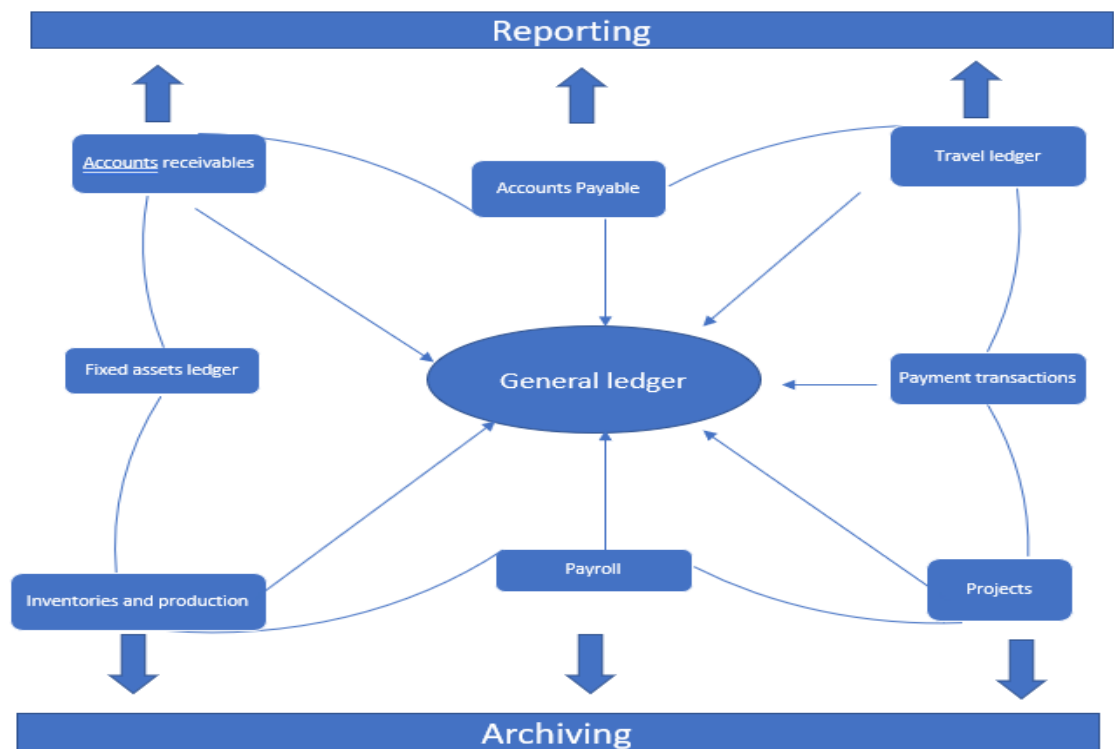 Reporting
Accounts receivables
Accounts Payable
Travel ledger
Fixed assets ledger
General ledger
Payment transactions
Inventories and production
Payroll
Projects
Archiving